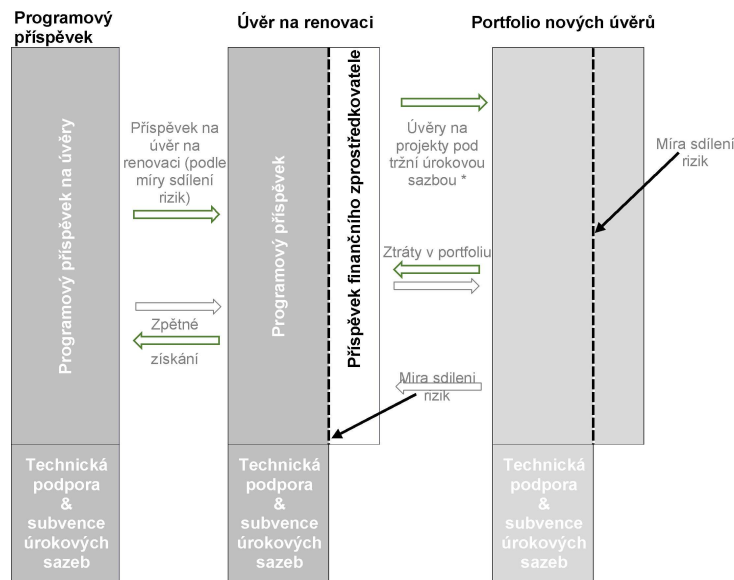 Programový
příspěvek
Úvěr na renovaci
Portfolio nových úvěrů
Programový příspěvek na úvěry
Příspěvek na
úvěr na
renovaci (podle
míry sdílení
rizik)
Zpětné
získání
Programový příspěvek
Příspěvek finančního zprostředkovatele
Úvěry na
projekty pod
tržní úrokovou
sazbou *
Ztráty v portfoliu
Mira sdileni
rizik
Míra sdílení
rizik
Technická
podpora
&
subvence
úrokových
sazeb
Technická
podpora
&
subvence
úrokových
sazeb
Technická
podpora
&
subvence
úrokových
sazeb